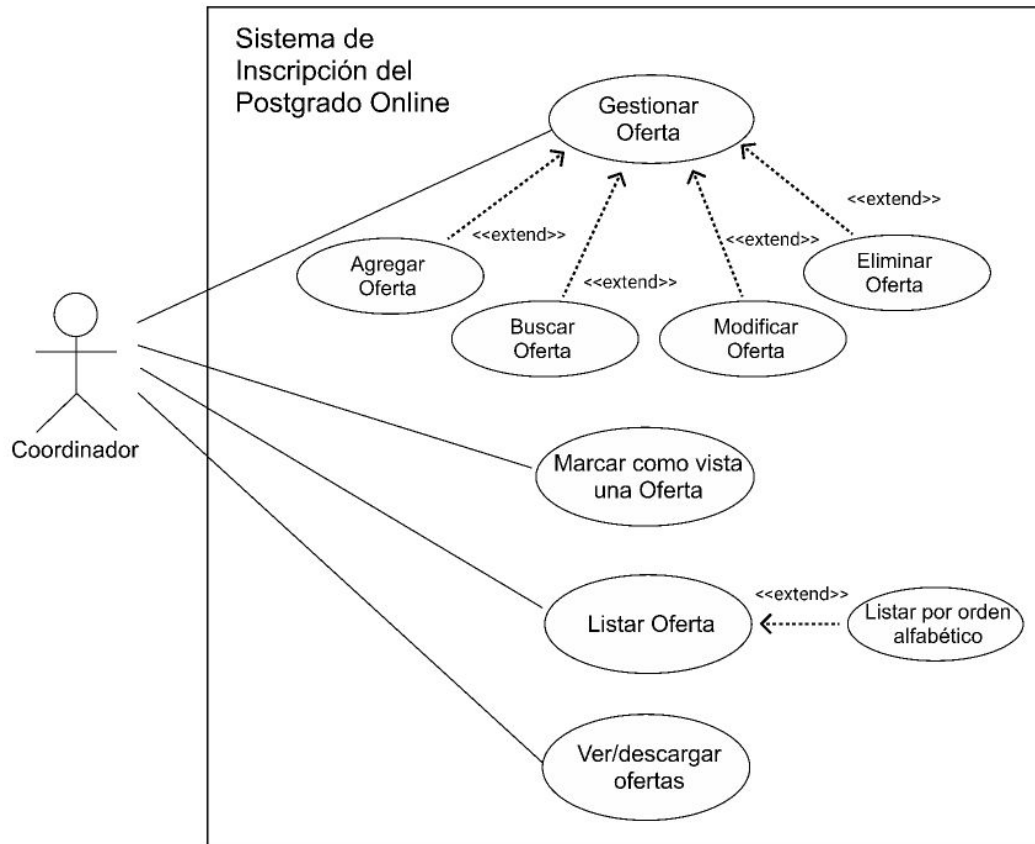 Sistema de
Inscripción del
Postgrado Online
Gestionar
Oferta
<<extend>>
<<extend>>
<<extend>>
<<extend>>
Agregar
Oferta
Buscar
Oferta
Modificar
Oferta
Eliminar
Oferta
Coordinador
Marcar como vista
una Oferta
Listar Oferta
<<extend>>
Listar por orden
alfabético
Ver/descargar
ofertas